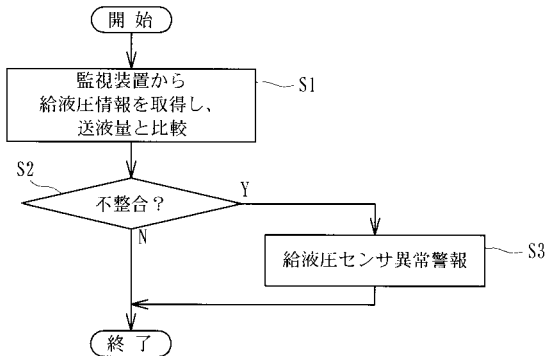 開 始
監視装置から
給液圧情報を取得し、
送液量と比較
S1
S2
不整合？
Y
N
給液圧センサ異常警報
S3
終 了